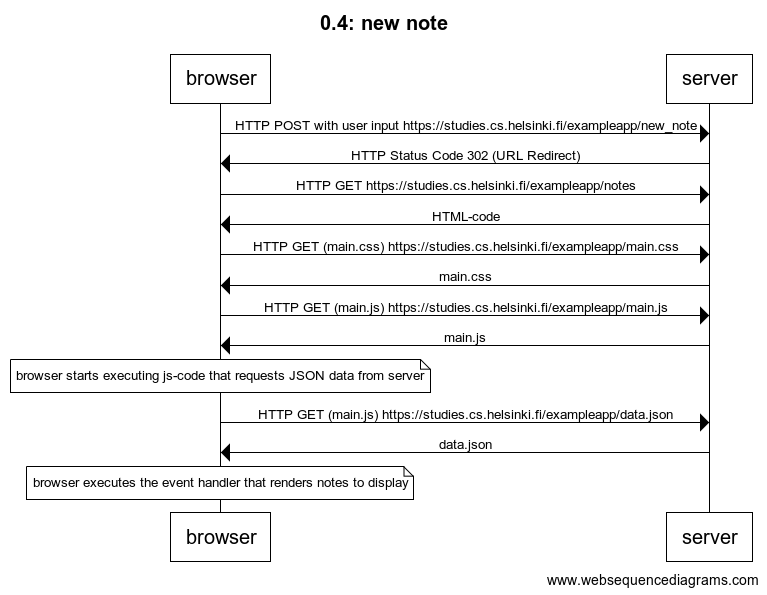 0.4: new note
browser server
HTTP POST with user input https://studies.cs.helsinki.fi/exampleapp/new_note
HTTP Status Code 302 (URL Redirect)
HTTP GET https://studies.cs.helsinki.fi/exampleapp/notes
HTML-code
HTTP GET (main.css) https://studies.cs.helsinki.fi/exampleapp/main.css
main.css
HTTP GET (main.js) https://studies.cs.helsinki.fi/exampleapp/main.js
main.js
browser starts executing js-code that requests JSON data from server
HTTP GET (main.js) https://studies.cs.helsinki.fi/exampleapp/data.json
data.json
browser executes the event handler that renders notes to display
browser server
www.websequencediagrams.com